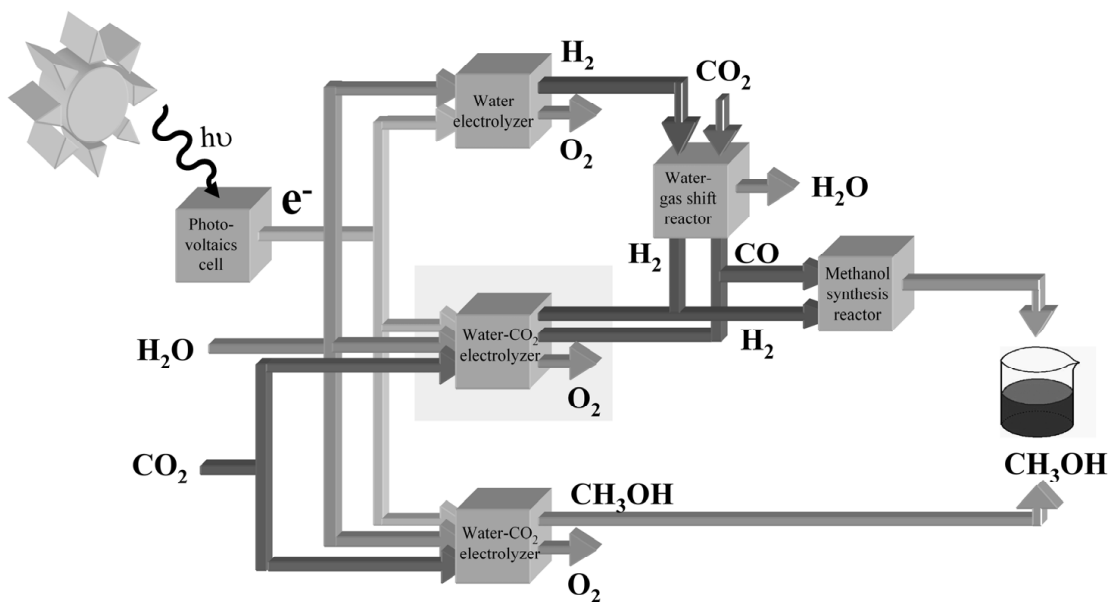 H₂
CO₂
Water
electrolyzer
O₂
hυ
Water-
gas shift
reactor
H₂O
e⁻
Photo-
voltaics
cell
H₂
CO
Methanol
synthesis
reactor
H₂O
Water-CO₂
electrolyzer
H₂
O₂
CO₂
CH₃OH
CH₃OH
Water-CO₂
electrolyzer
O₂